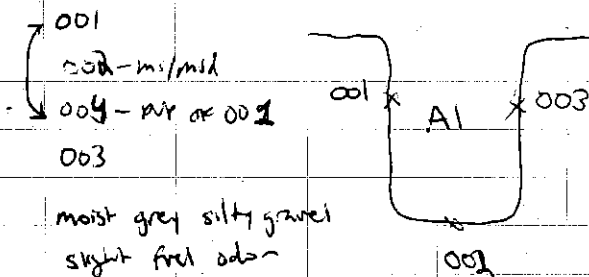 001
002 - ms/msd
004 - dup of 001
003
moist grey silty gravel
slight fuel odor
001
A1
003
002